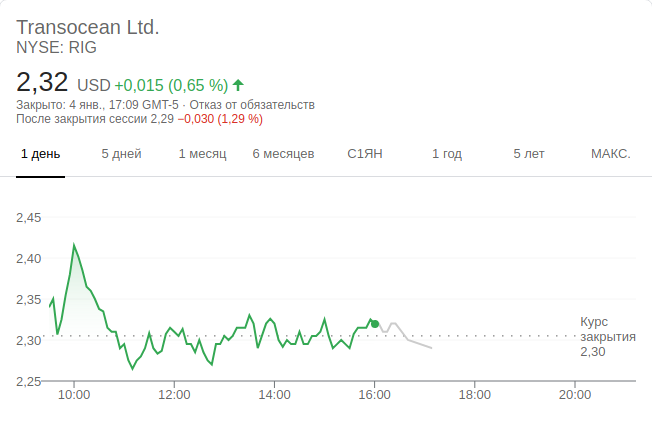 Transocean Ltd.
NYSE: RIG
2,32 USD +0,015 (0,65 %)
Закрыто: 4 янв., 17:09 GMT-5 · Отказ от обязательств
После закрытия сессии 2,29 −0,030 (1,29 %)
1 день 5 дней 1 месяц 6 месяцев С1ЯН 1 год 5 лет МАКС.
2,45
2,40
2,35
2,30
2,25
Курс
закрытия
2,30
10:00 12:00 14:00 16:00 18:00 20:00